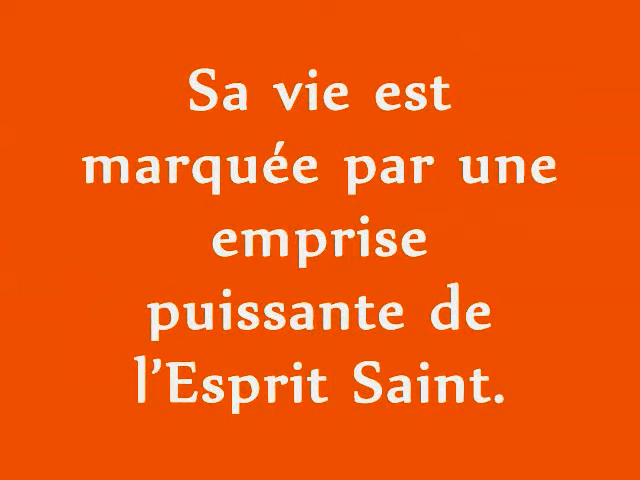 Sa vie est
marquée par une
emprise
puissante de
l'Esprit Saint.